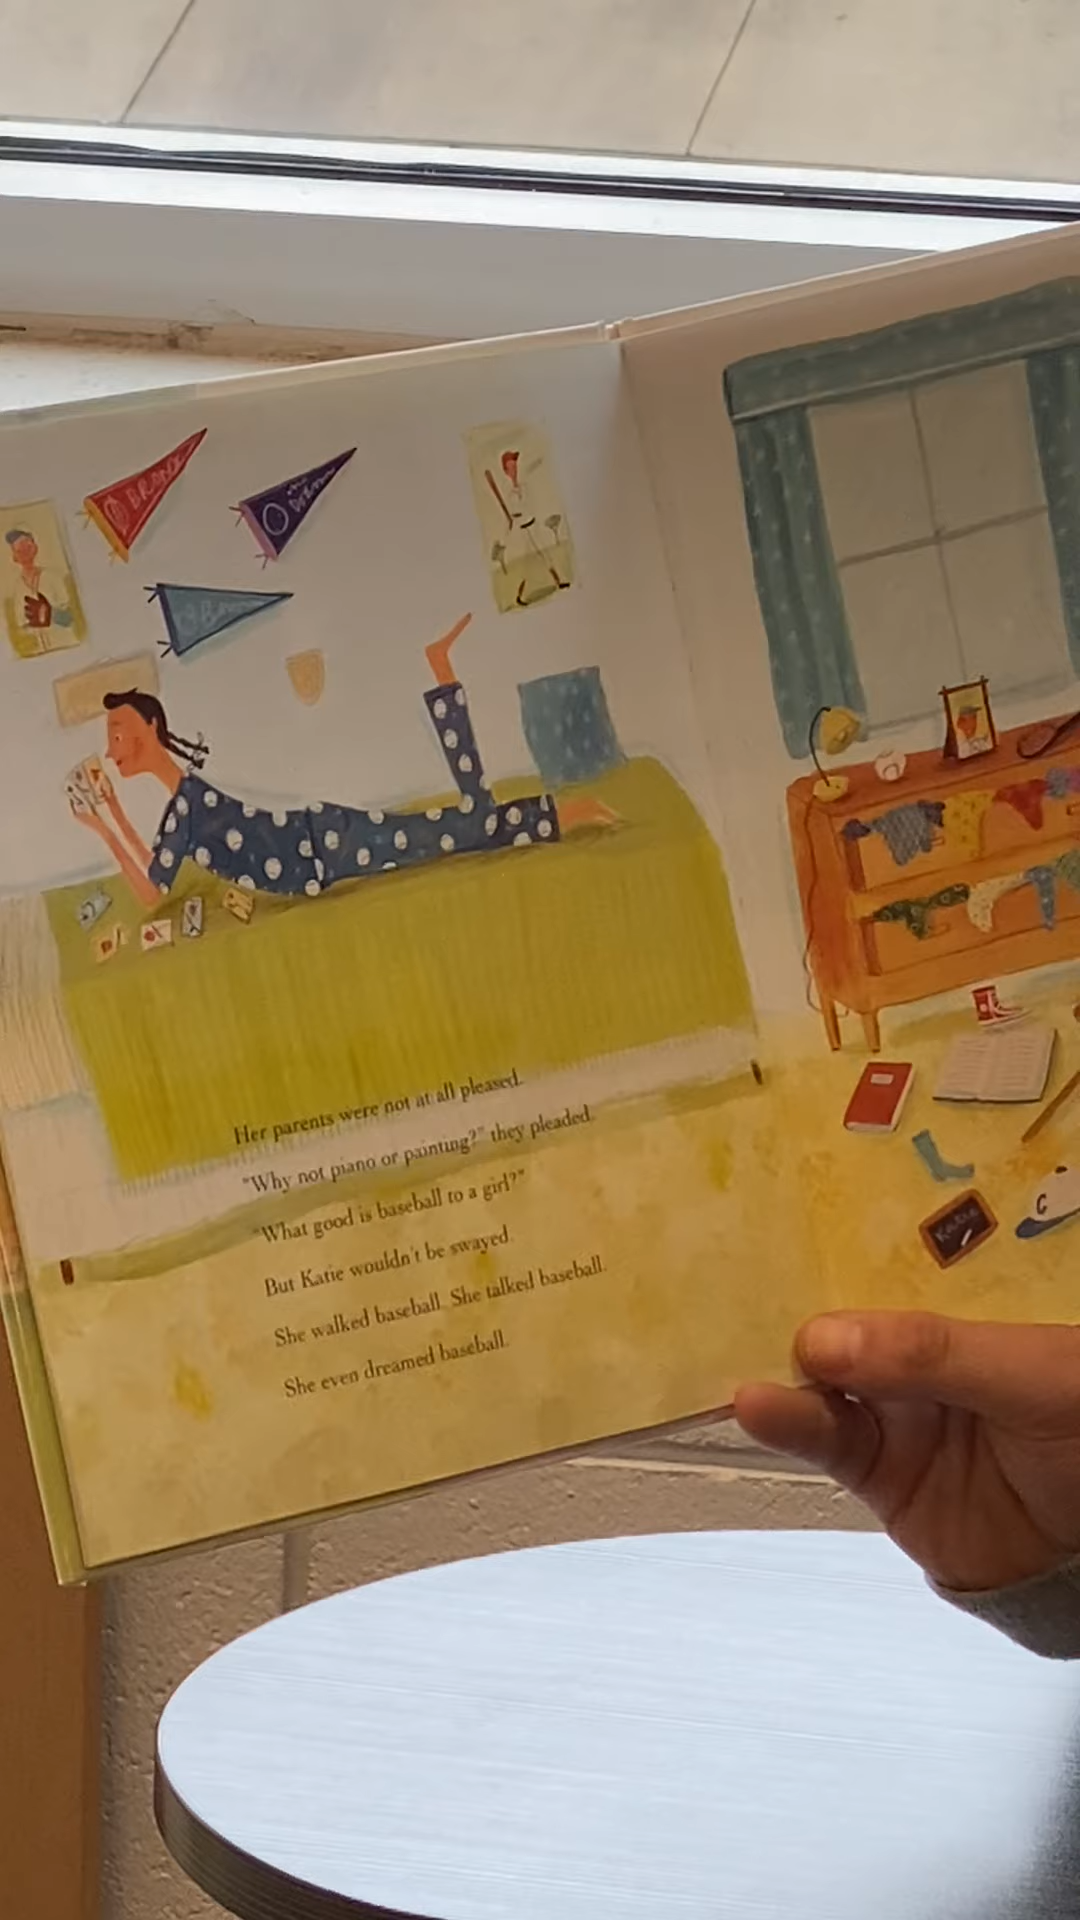 Her parents were not at all pleased.
"Why not piano or painting?" they pleaded.
"What good is baseball to a girl?"
But Katie wouldn't be swayed.
She walked baseball. She talked baseball.
She even dreamed baseball.
C
Katie